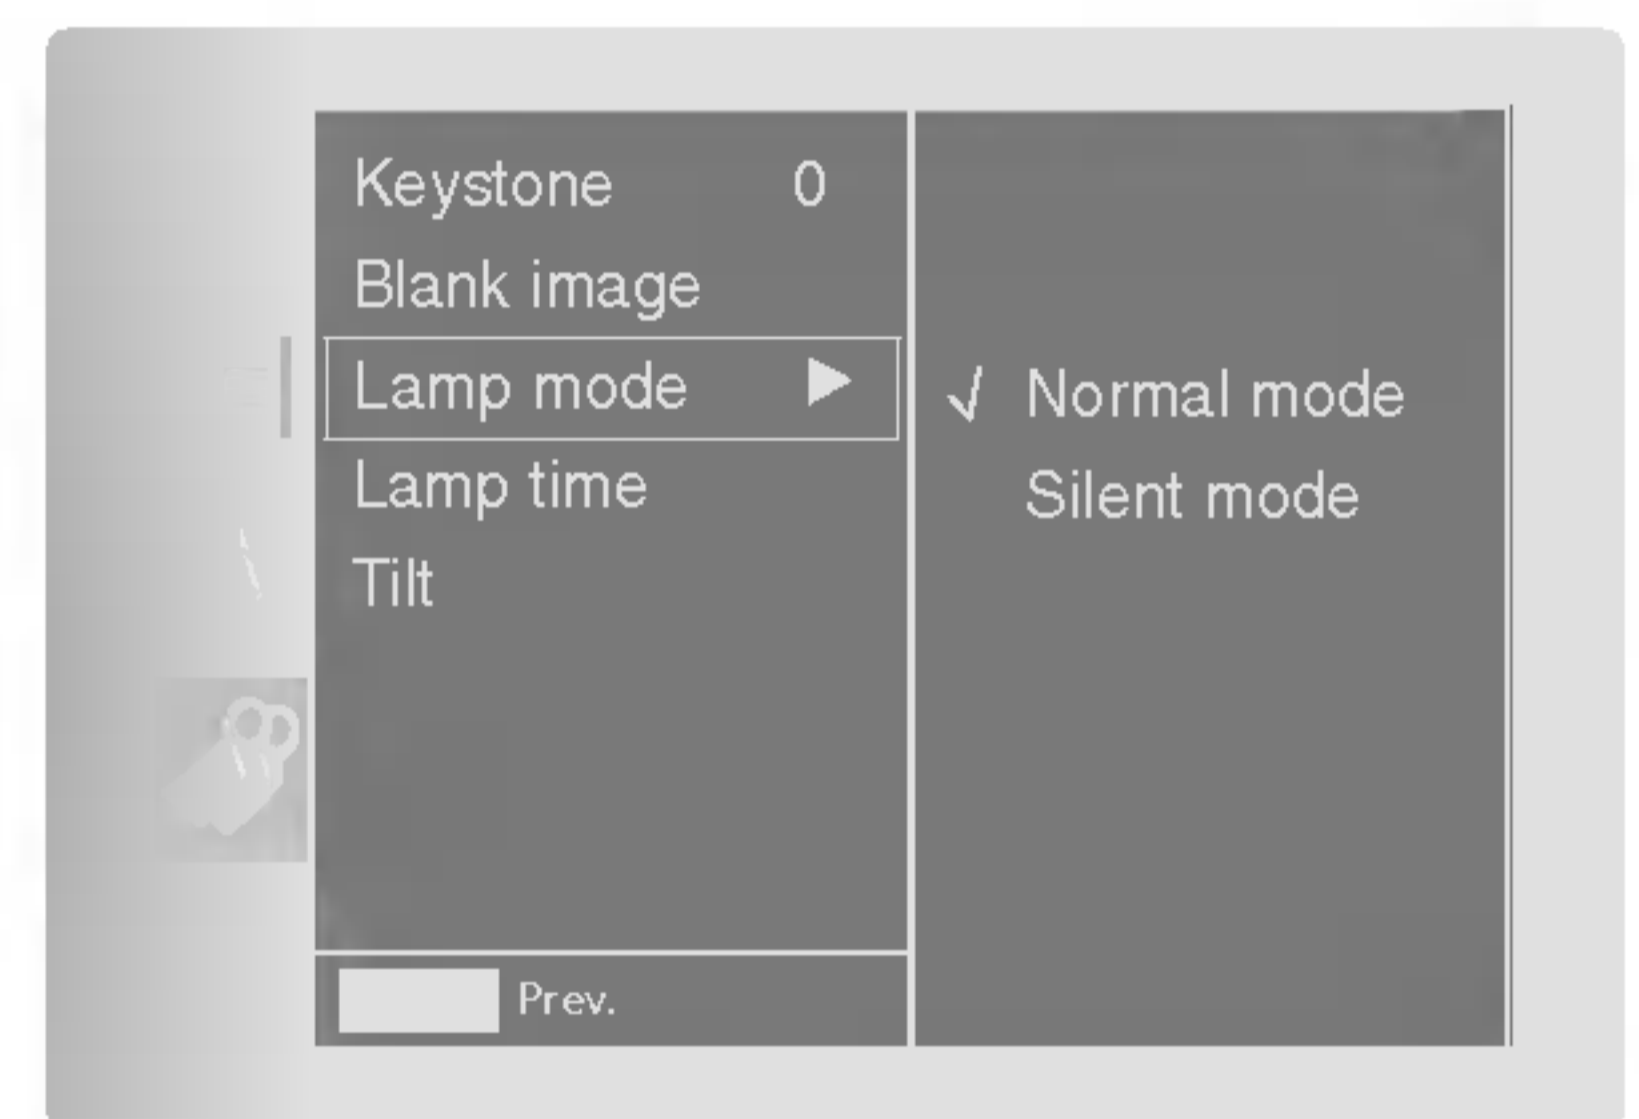 Keystone 0
Blank image
Lamp mode ▶
Lamp time
Tilt
Prev.
√ Normal mode
Silent mode